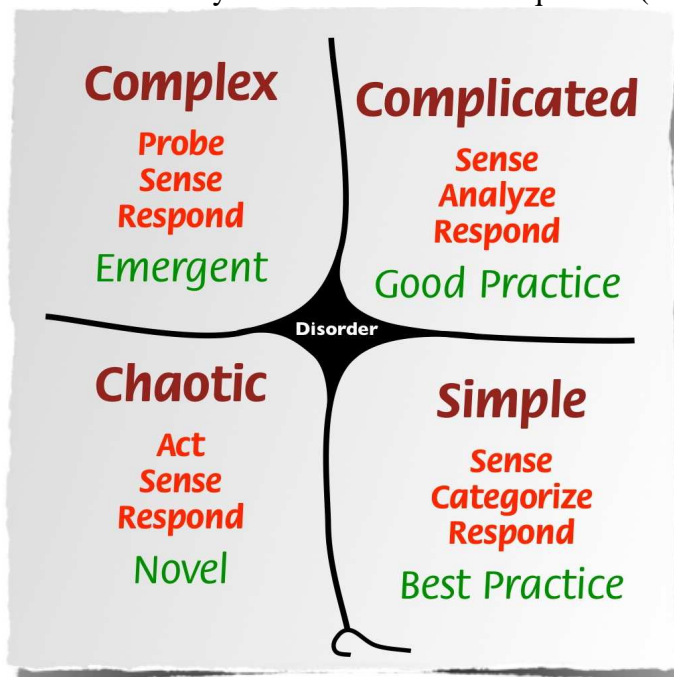 Complex
Probe
Sense
Respond
Emergent
Complicated
Sense
Analyze
Respond
Good Practice
Disorder
Chaotic
Act
Sense
Respond
Novel
Simple
Sense
Categorize
Respond
Best Practice